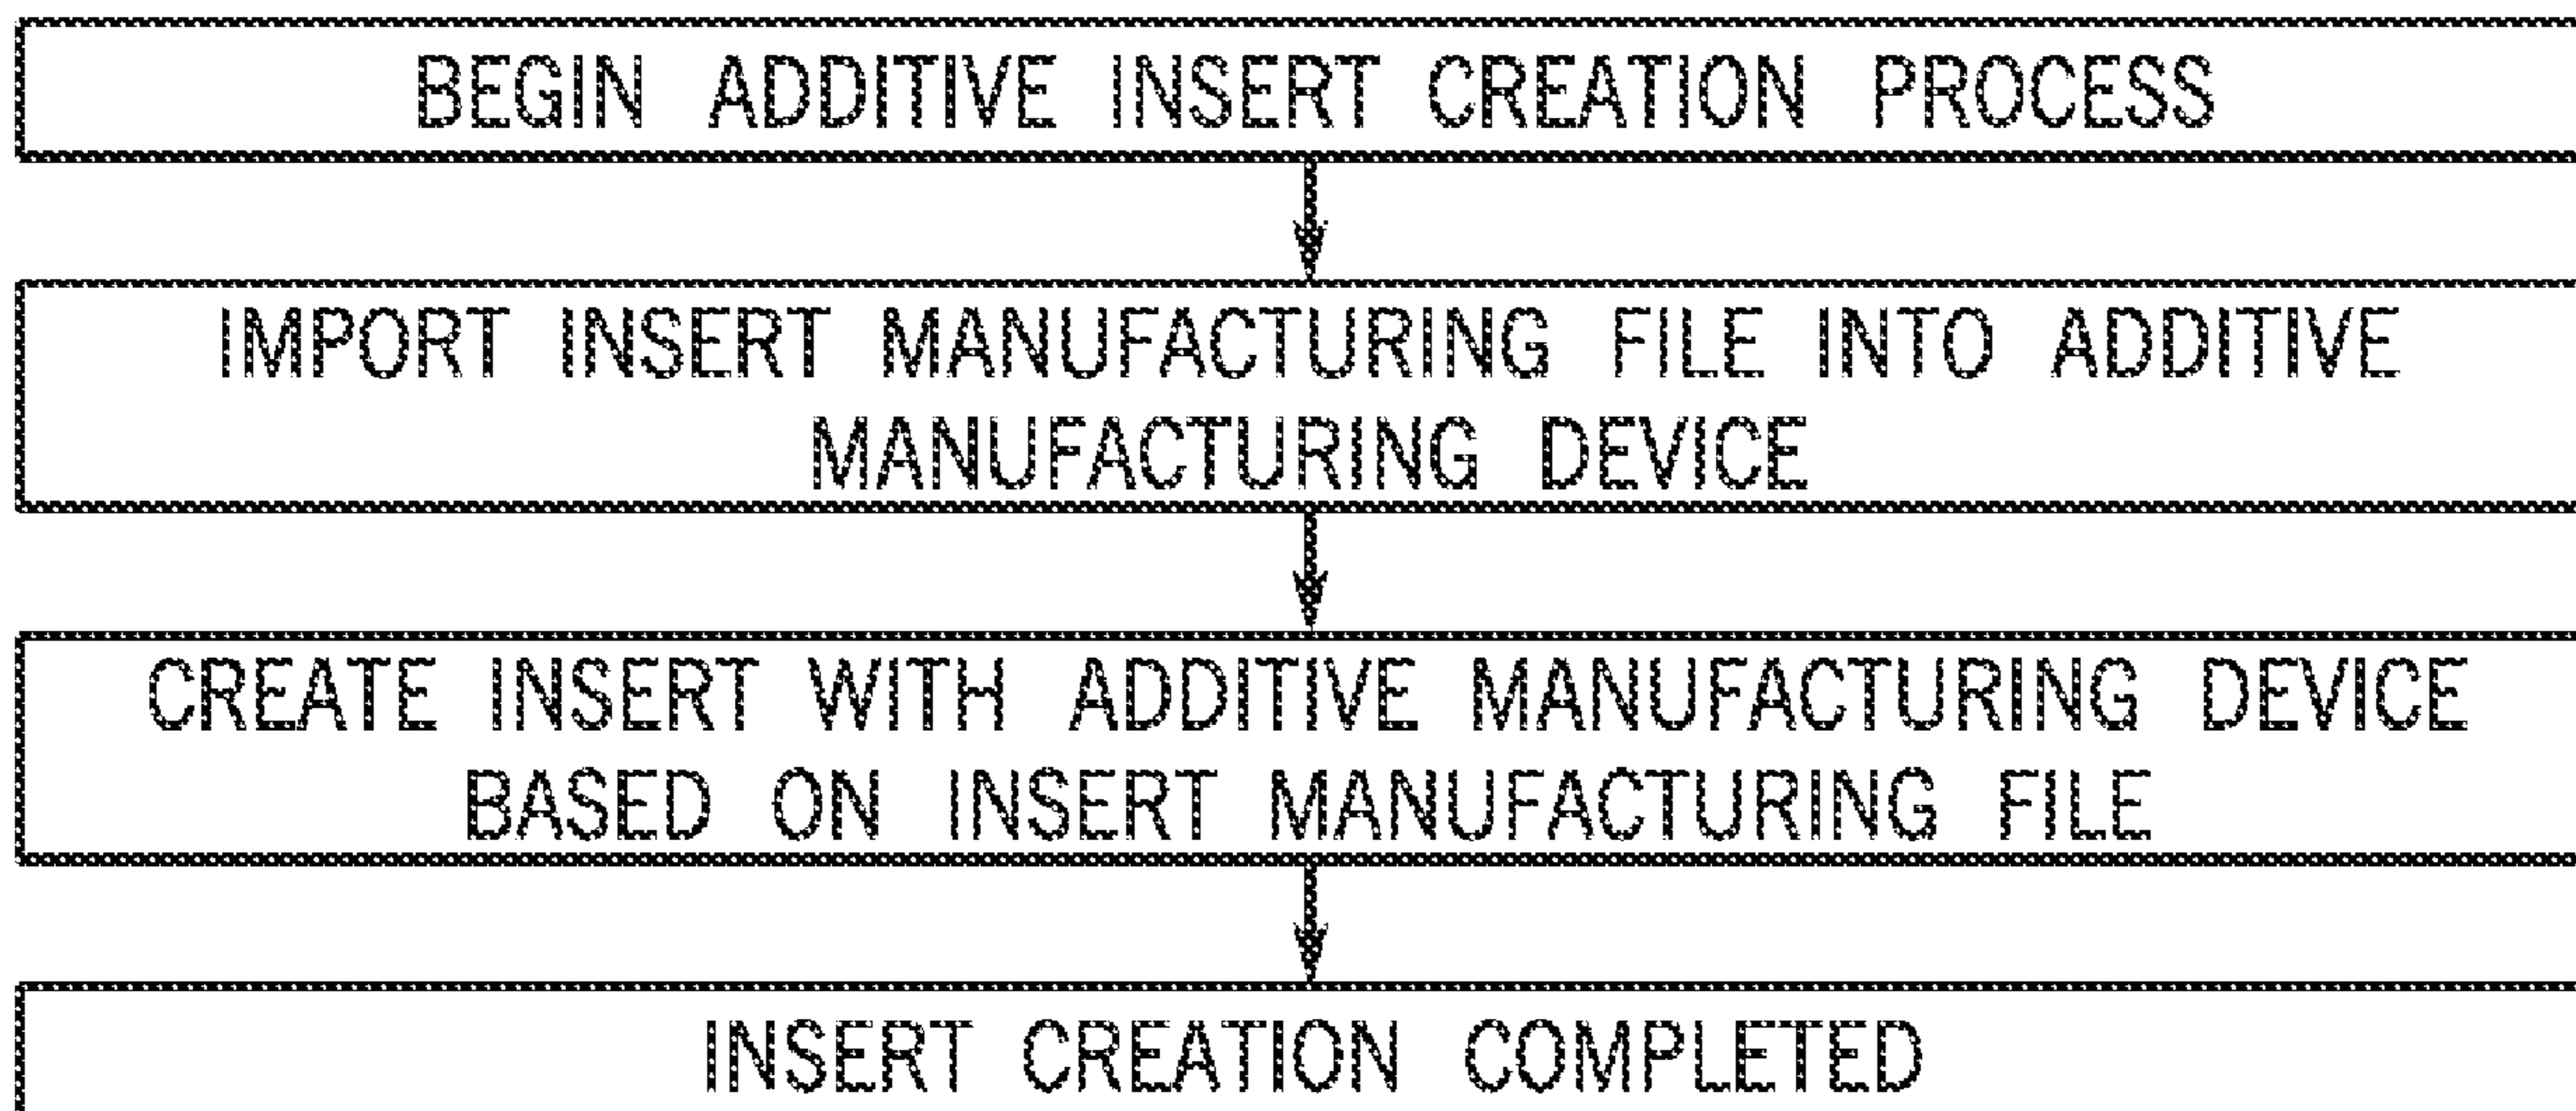 BEGIN ADDITIVE INSERT CREATION PROCESS
IMPORT INSERT MANUFACTURING FILE INTO ADDITIVE
MANUFACTURING DEVICE
CREATE INSERT WITH ADDITIVE MANUFACTURING DEVICE
BASED ON INSERT MANUFACTURING FILE
INSERT CREATION COMPLETED